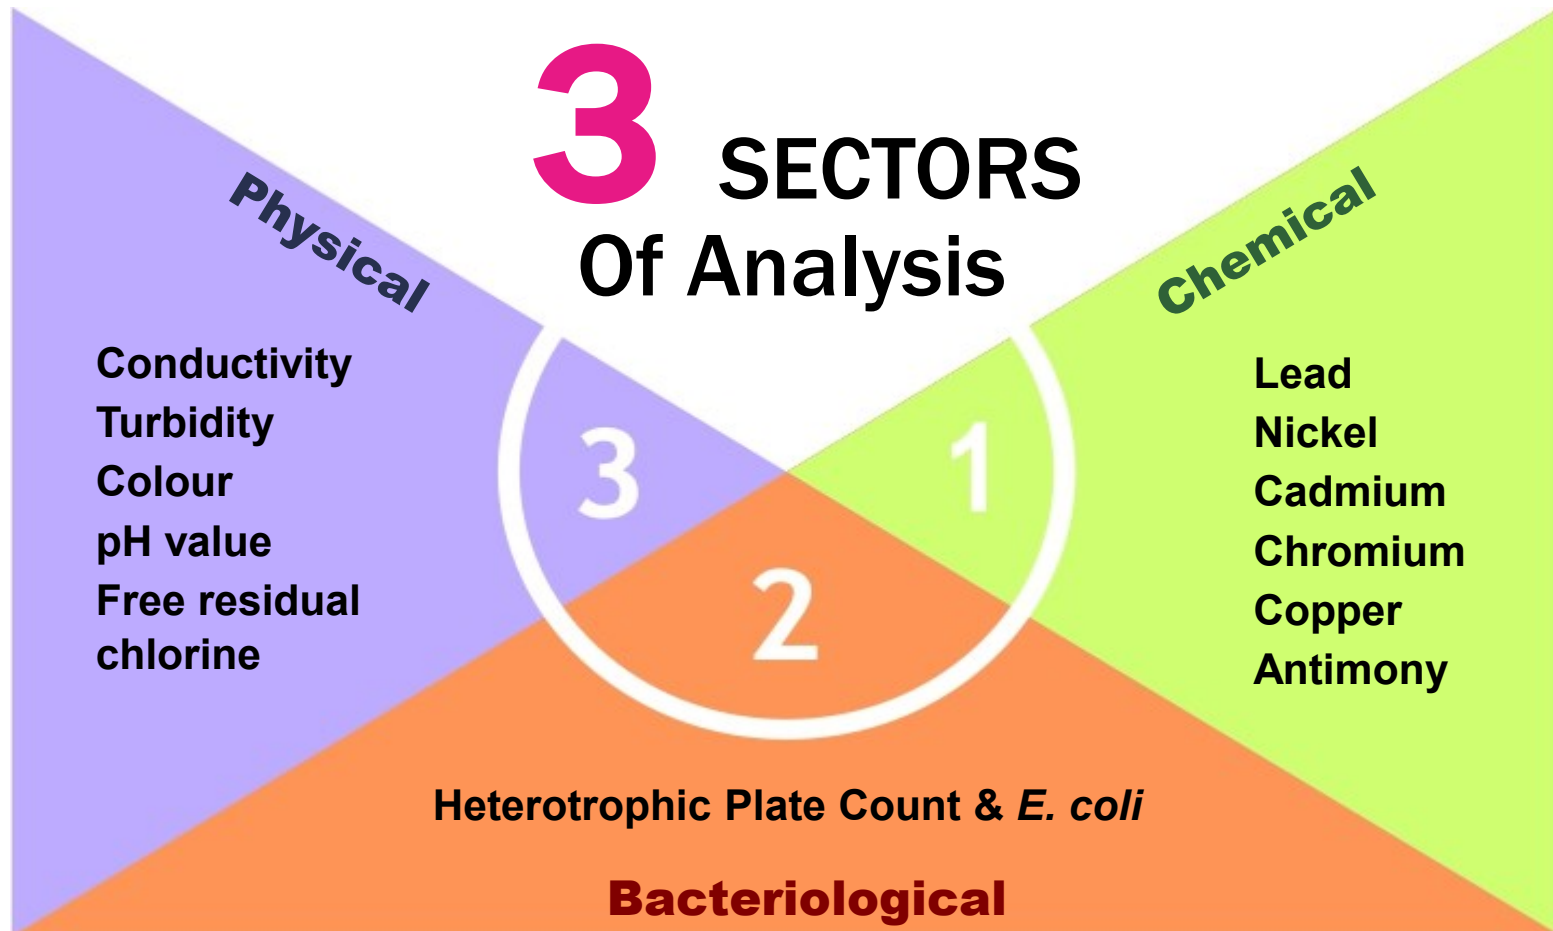 3 SECTORS
Of Analysis
Physical
Conductivity
Turbidity
Colour
pH value
Free residual
chlorine
3
Chemical
1
Lead
Nickel
Cadmium
Chromium
Copper
Antimony
2
Heterotrophic Plate Count & E. coli
Bacteriological